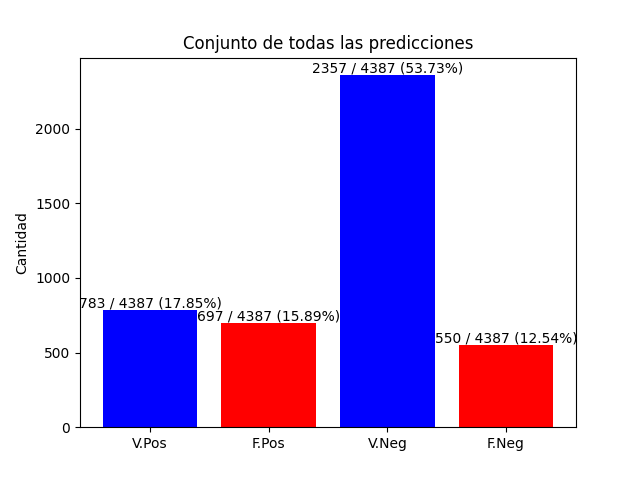 Conjunto de todas las predicciones
2357 / 4387 (53.73%)
783 / 4387 (17.85%)
697 / 4387 (15.89%)
550 / 4387 (12.54%)
Cantidad
2000
1500
1000
500
0
V.Pos
F.Pos
V.Neg
F.Neg